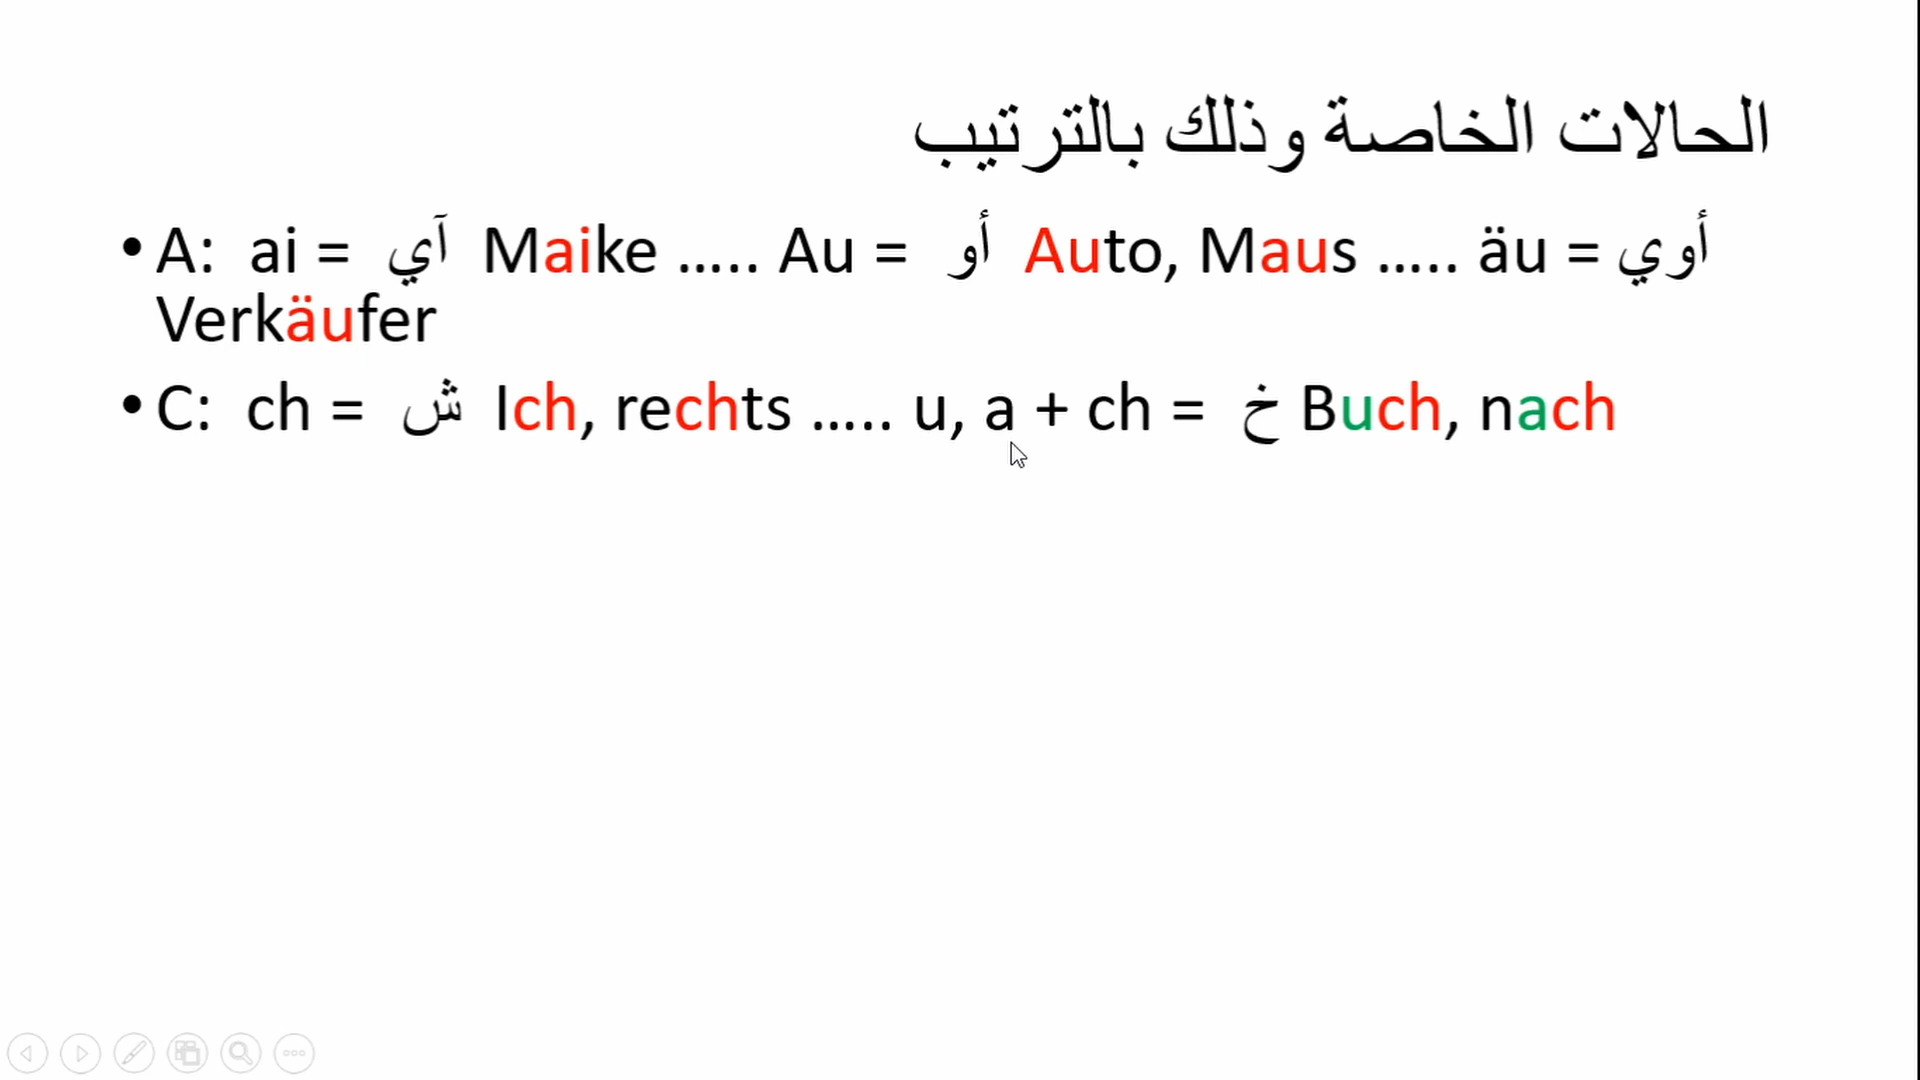 الحالات الخاصة وذلك بالترتيب
• A: ai = آي Maike ..... Au = أو Auto, Maus ..... äu = أوي
Verkäufer
• C: ch = ش Ich, rechts ..... u, a + ch = خ Buch, nach